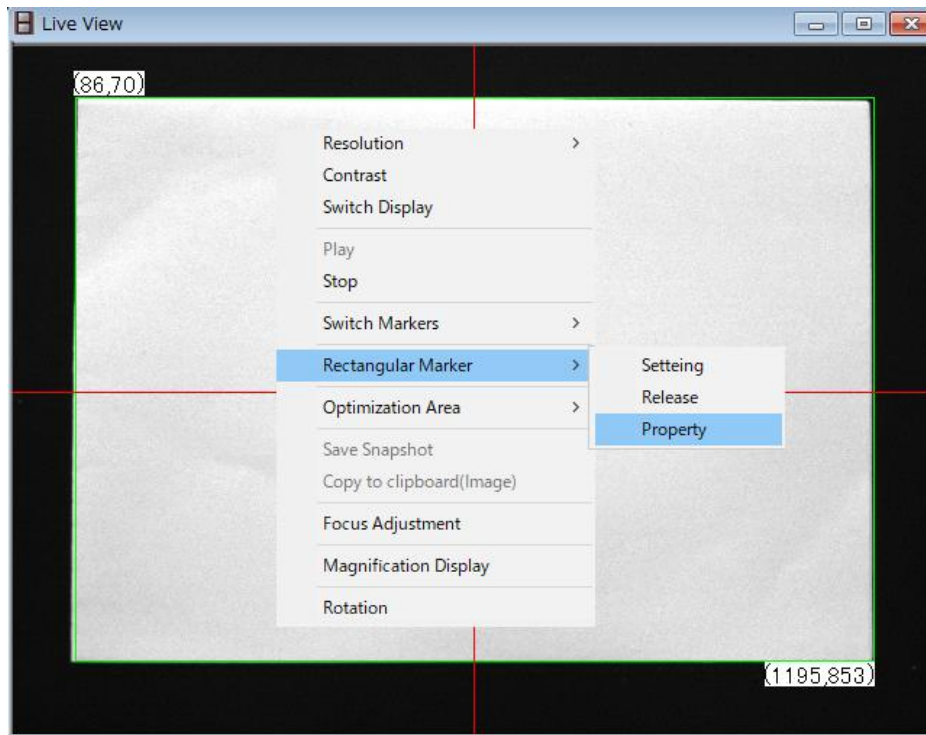 Live View
(86,70)
Resolution
Contrast
Switch Display
Play
Stop
Switch Markers
Rectangular Marker
Setteing
Release
Property
Optimization Area
Save Snapshot
Copy to clipboard(Image)
Focus Adjustment
Magnification Display
Rotation
(1195,853)